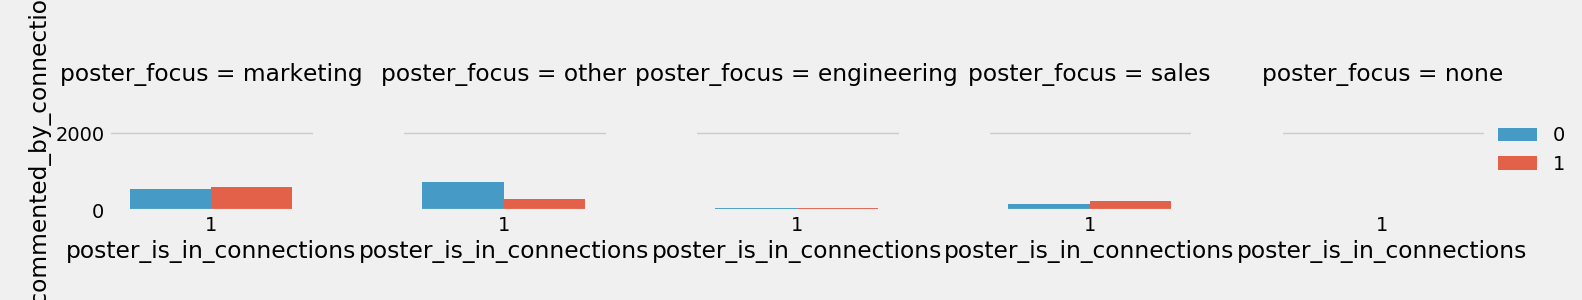 commented_by_connectio
poster_focus = marketing
poster_focus = other
poster_focus = engineering
poster_focus = sales
poster_focus = none
2000
0
0
1
1
1
1
1
1
poster_is_in_connections
poster_is_in_connections
poster_is_in_connections
poster_is_in_connections
poster_is_in_connections